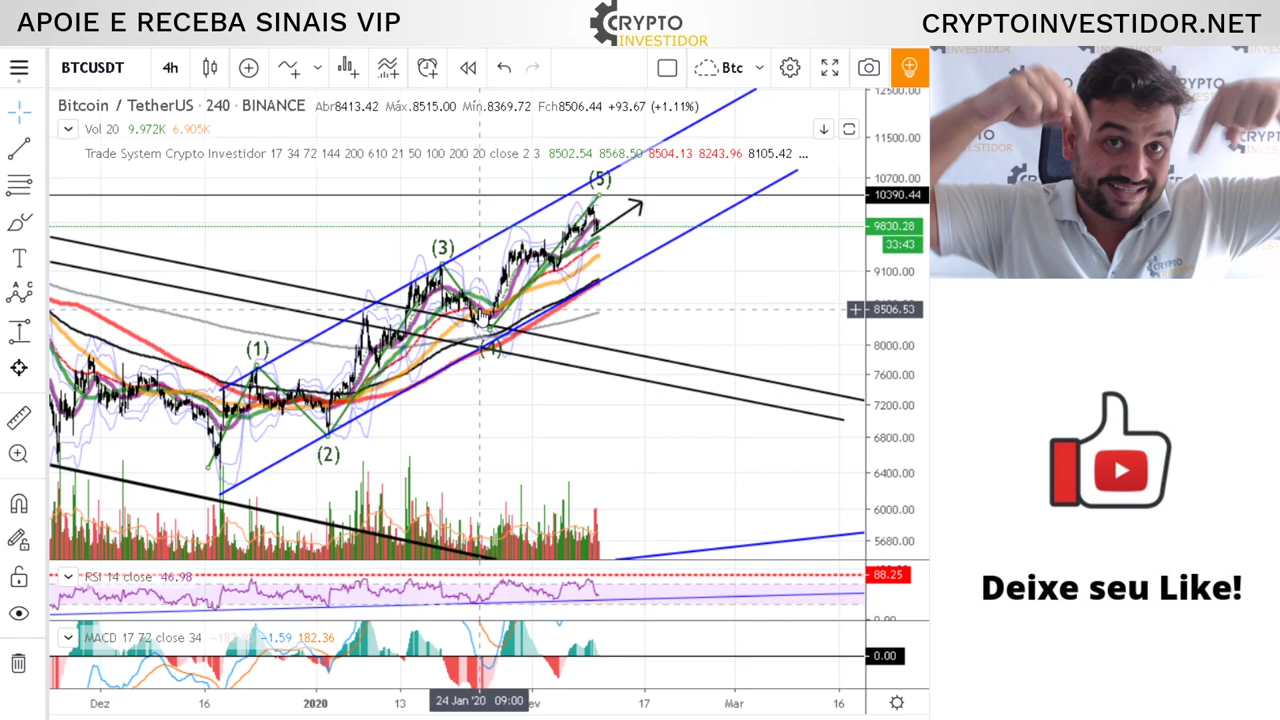 APOIE E RECEBA SINAIS VIP
CRYPTO
INVESTIDOR
CRYPTOINVESTIDOR.NET
BTCUSDT
4h
Btc
Bitcoin / TetherUS · 240 · BINANCE Abr8413.42 Máx.8515.00 Mín.8369.72 Fch8506.44 +93.67 (+1.11%)
Vol 20 9.972K 6.905K
Trade System Crypto Investidor 17 34 72 144 200 610 21 50 100 200 20 close 2 3 8502.54 8568.50 8504.13 8243.96 8105.42 ...
12500.00
11500.00
10700.00
10390.44
9830.28
33:43
9100.00
8506.53
8000.00
7600.00
7200.00
6800.00
6400.00
6000.00
5680.00
(1)
(2)
(3)
(4)
(5)
RSI 14 close 46.98
88.25
0.00
MACD 17 72 close 34 −1.59 182.36
0.00
Dez
16
2020
13
24 Jan '20 09:00
ev
17
Mar
16
CRYPTO
INVESTIDOR
Deixe seu Like!